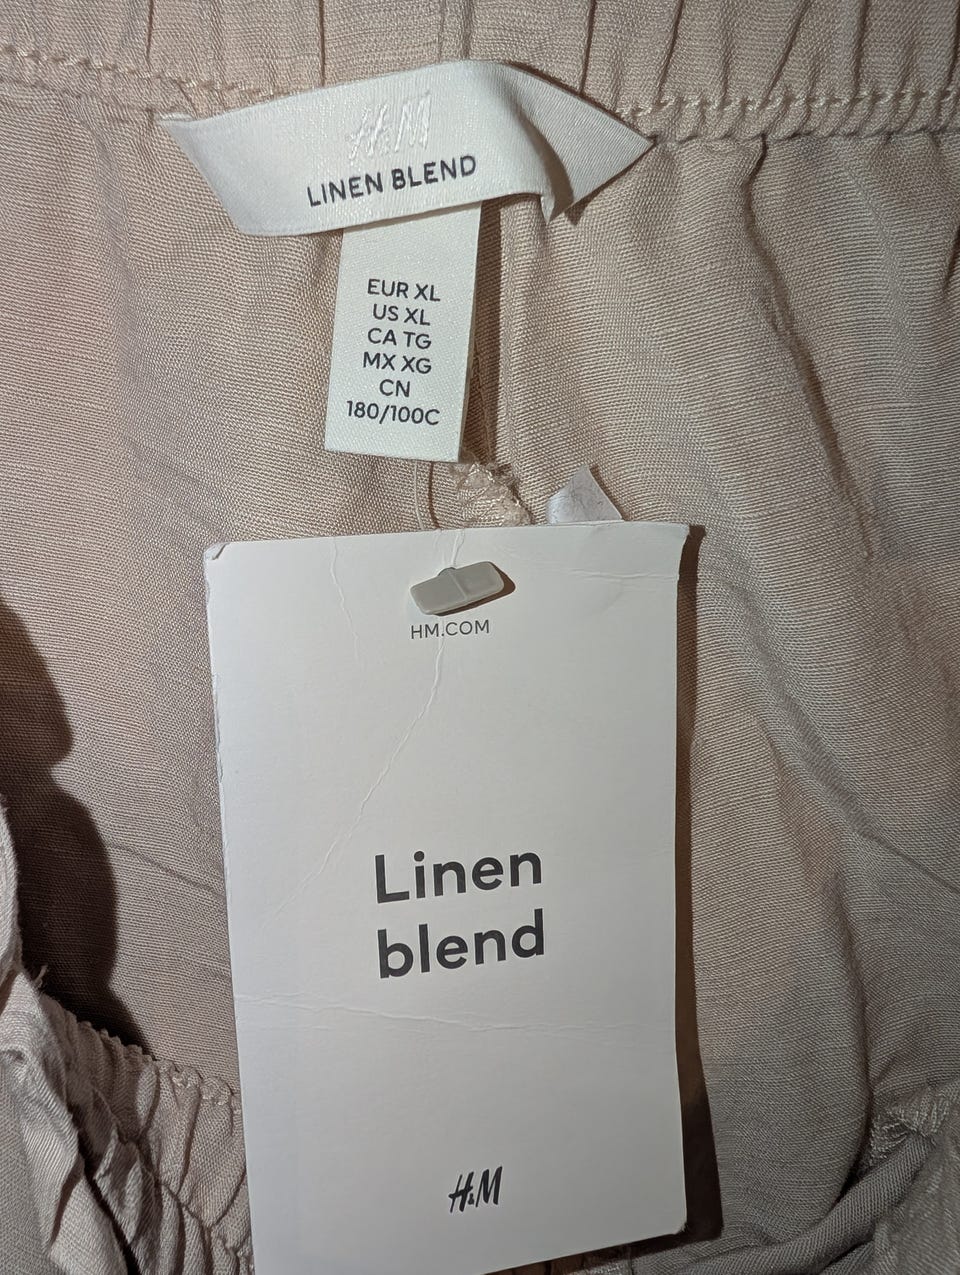 H&M
LINEN BLEND
EUR XL
US XL
CA TG
MX XG
CN
180/100C
HM.COM
Linen
blend
H&M